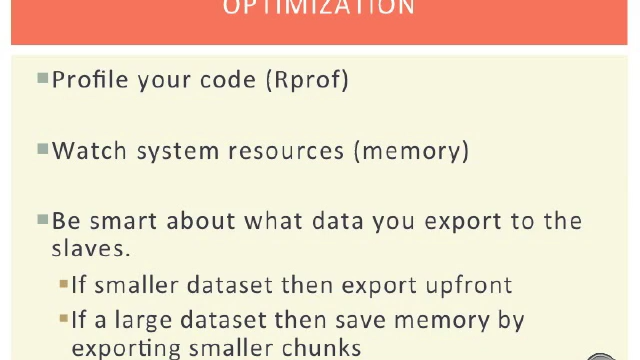 OPTIMIZATION
Profile your code (Rprof)
Watch system resources (memory)
Be smart about what data you export to the
slaves.
If smaller dataset then export upfront
If a large dataset then save memory by
exporting smaller chunks